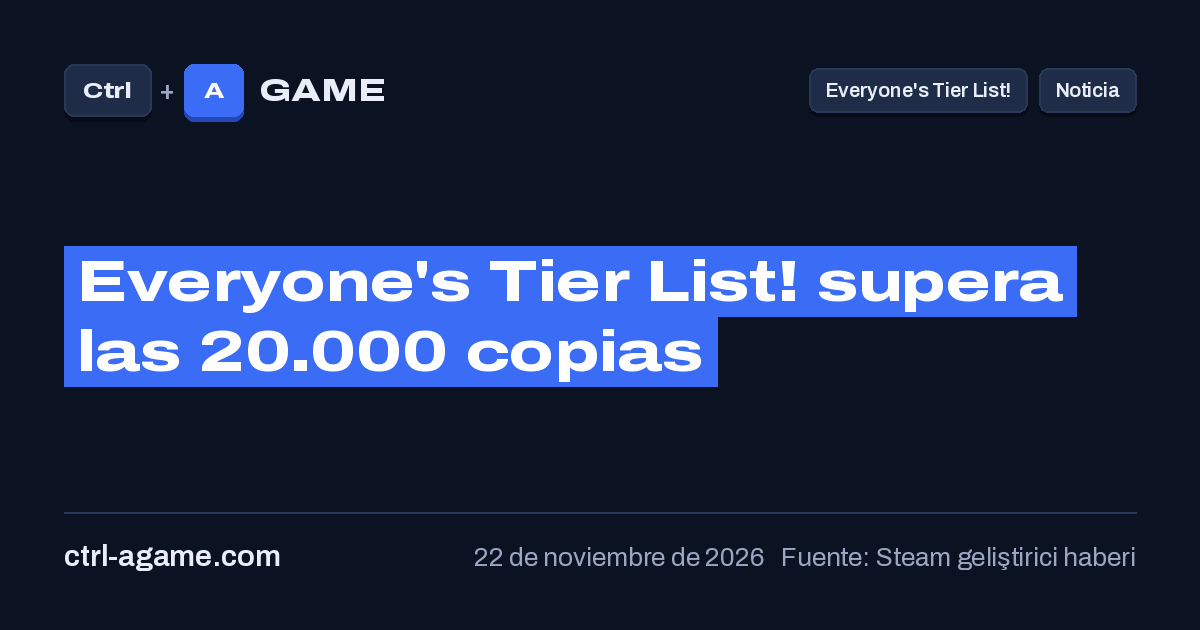 Ctrl + A GAME
Everyone's Tier List! Noticia
Everyone's Tier List! supera
las 20.000 copias
ctrl-agame.com
22 de noviembre de 2026 Fuente: Steam geliştirici haberi